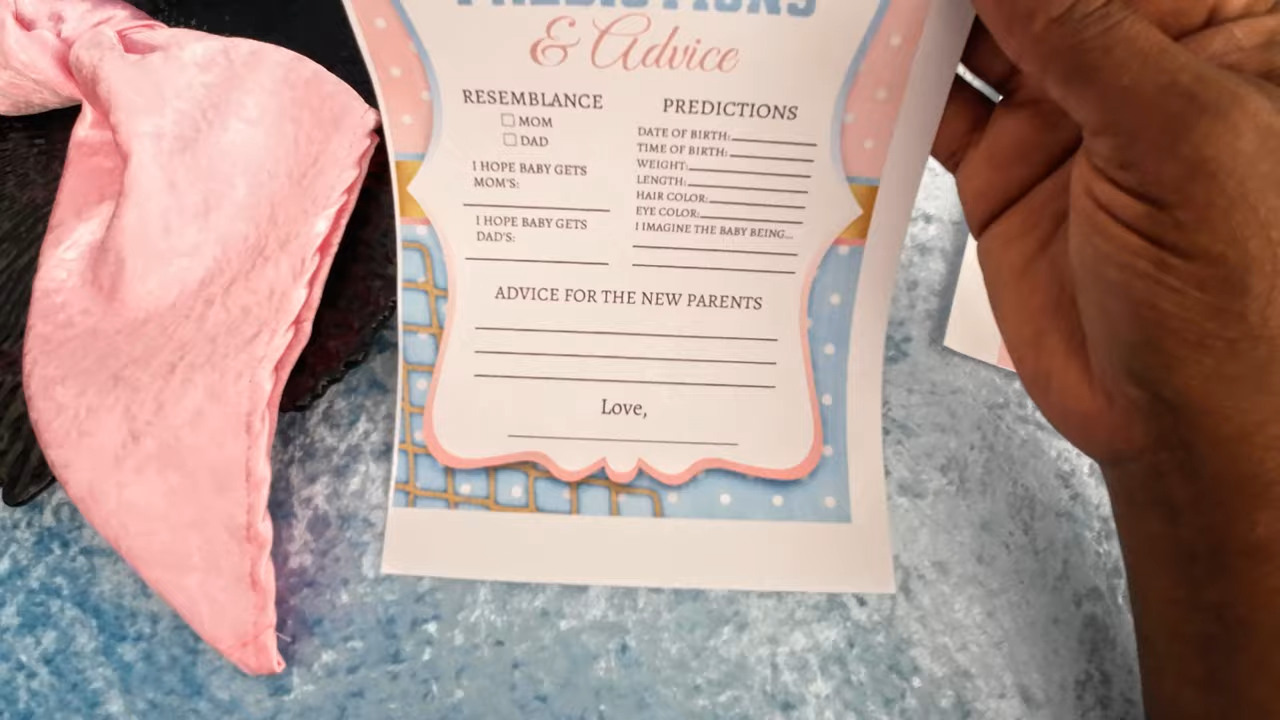 PREDICTIONS
& Advice
RESEMBLANCE
☐ MOM
☐ DAD
I HOPE BABY GETS
MOM'S:
I HOPE BABY GETS
DAD'S:
PREDICTIONS
DATE OF BIRTH:
TIME OF BIRTH:
WEIGHT:
LENGTH:
HAIR COLOR:
EYE COLOR:
I IMAGINE THE BABY BEING...
ADVICE FOR THE NEW PARENTS
Love,